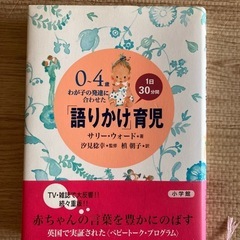 0~4歳
わが子の発達に
合わせた
1日
30分間
「語りかけ」育児
サリー・ウォード・著
汐見稔幸・監修 槙 朝子・訳
TV・雑誌で大反響!!
続々重版!
小学館
赤ちゃんの言葉を豊かにのばす
英国で実証された〈ベビートーク・プログラム〉